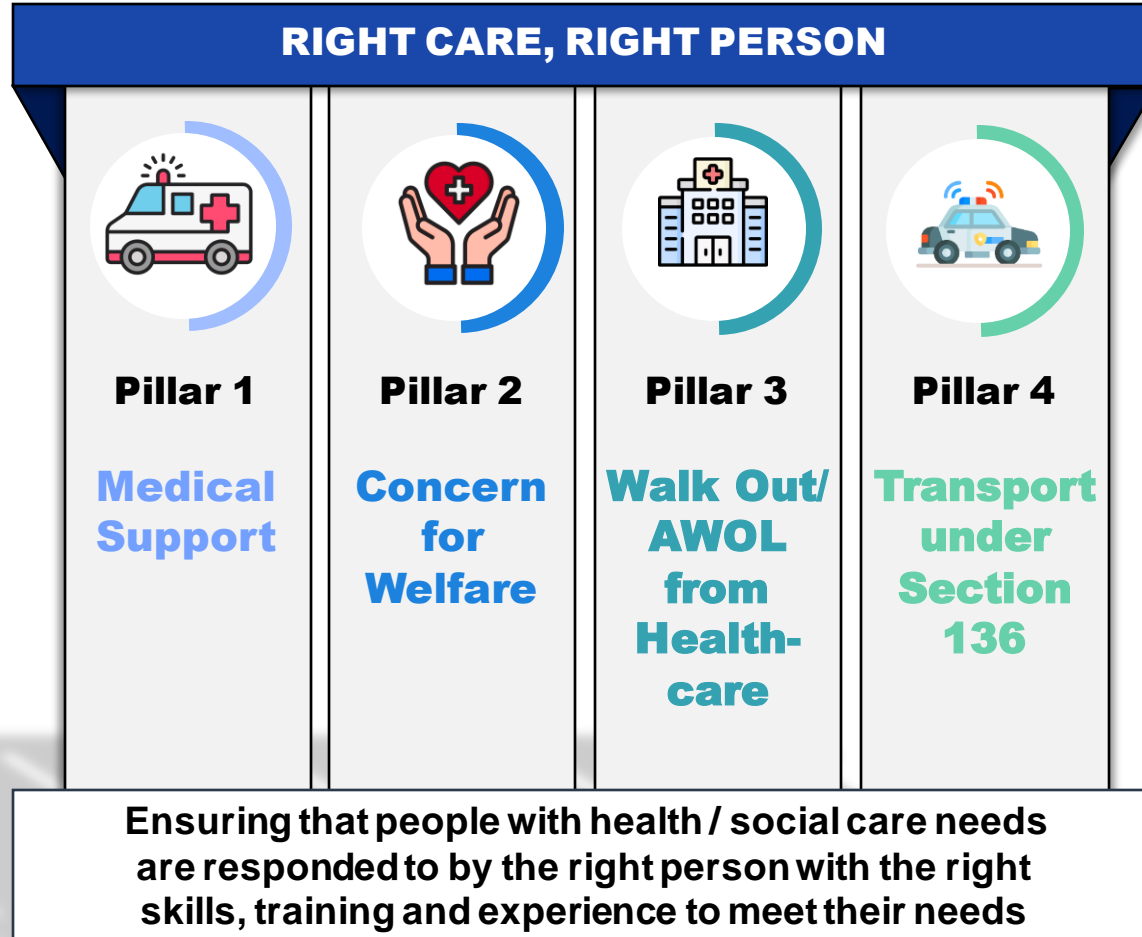 RIGHT CARE, RIGHT PERSON
Pillar 1
Medical
Support
Pillar 2
Concern
for
Welfare
Pillar 3
Walk Out/
AWOL
from
Health-
care
Pillar 4
Transport
under
Section
136
Ensuring that people with health / social care needs
are responded to by the right person with the right
skills, training and experience to meet their needs